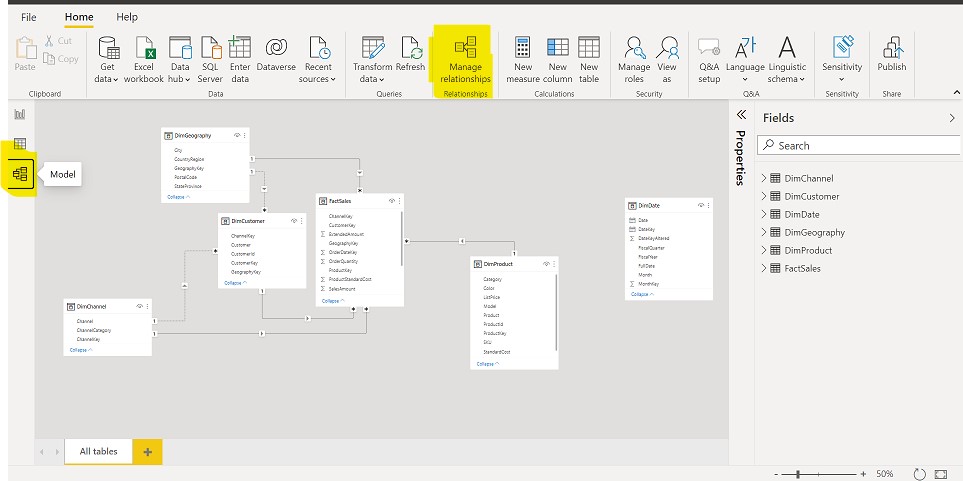 File Home Help
Paste
Cut
Copy
Clipboard
Get data
Excel workbook
Data hub
SQL Server
Enter data
Dataverse
Recent sources
Data
Transform data
Refresh
Queries
Manage relationships
Relationships
New measure
New column
New table
Calculations
Manage roles
View as
Security
Q&A setup
Language
Linguistic schema
Q&A
Sensitivity
Sensitivity
Publish
Share
Model
DimGeography
City
CountryRegion
GeographyKey
PostalCode
StateProvince
Collapse
DimCustomer
ChannelKey
Customer
CustomerId
CustomerKey
GeographyKey
Collapse
DimChannel
Channel
ChannelCategory
ChannelKey
Collapse
FactSales
ChannelKey
CustomerKey
ExtendedAmount
GeographyKey
OrderDateKey
OrderQuantity
ProductKey
ProductStandardCost
SalesAmount
Collapse
DimProduct
Category
Color
ListPrice
Model
Product
ProductId
ProductKey
SKU
StandardCost
Collapse
DimDate
Date
DateKey
DateKeyAltered
FiscalQuarter
FiscalYear
FullDate
Month
MonthKey
Collapse
Properties
Fields
Search
DimChannel
DimCustomer
DimDate
DimGeography
DimProduct
FactSales
All tables
50%